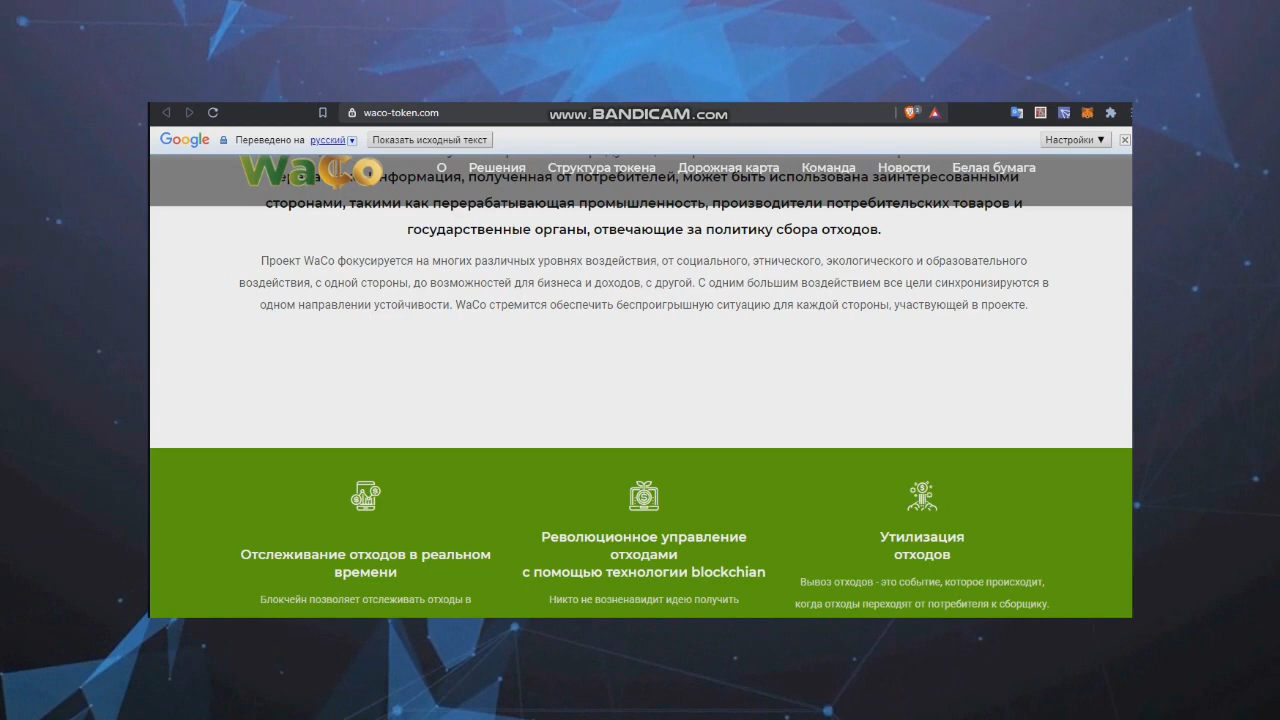 waco-token.com
www.BANDICAM.com
Google
Переведено на русский
Показать исходный текст
Настройки ▼
WaCo
О Решения Структура токена Дорожная карта Команда Новости Белая бумага
информация, полученная от потребителей, может быть использована заинтересованными
сторонами, такими как перерабатывающая промышленность, производители потребительских товаров и
государственные органы, отвечающие за политику сбора отходов.
Проект WaCo фокусируется на многих различных уровнях воздействия, от социального, этнического, экологического и образовательного
воздействия, с одной стороны, до возможностей для бизнеса и доходов, с другой. С одним большим воздействием все цели синхронизируются в
одном направлении устойчивости. WaCo стремится обеспечить беспроигрышную ситуацию для каждой стороны, участвующей в проекте.
Отслеживание отходов в реальном
времени
Блокчейн позволяет отслеживать отходы в
Революционное управление
отходами
с помощью технологии blockchian
Никто не возненавидит идею получить
Утилизация
отходов
Вывоз отходов - это событие, которое происходит,
когда отходы переходят от потребителя к сборщику.